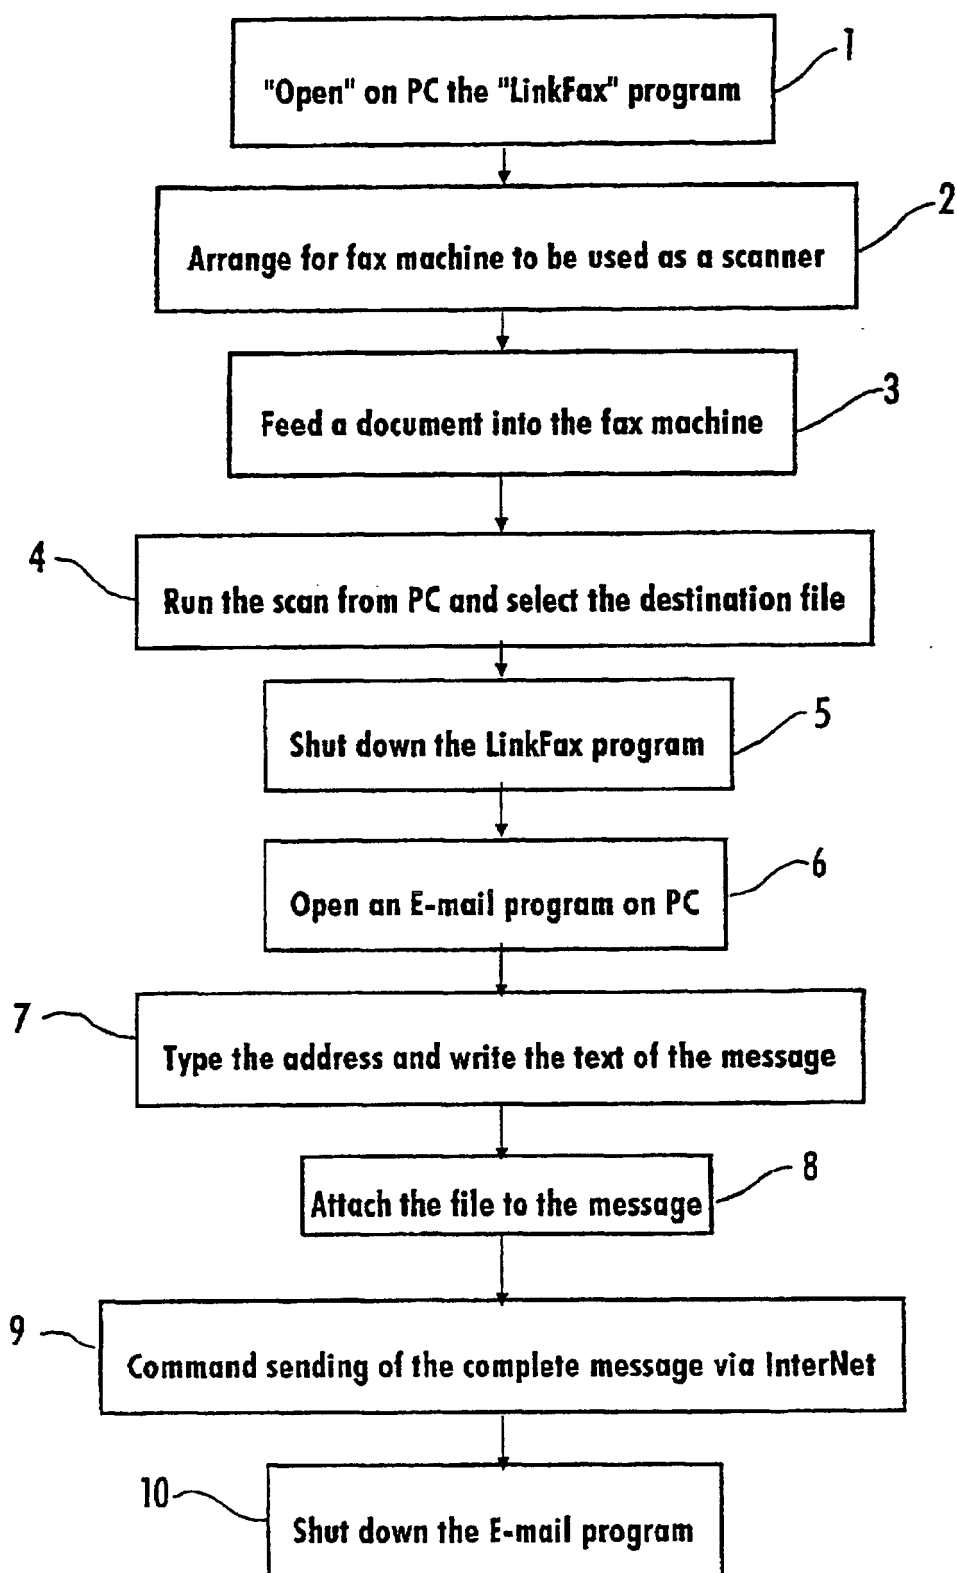 1
"Open" on PC the "LinkFax" program
2
Arrange for fax machine to be used as a scanner
3
Feed a document into the fax machine
4
Run the scan from PC and select the destination file
5
Shut down the LinkFax program
6
Open an E-mail program on PC
7
Type the address and write the text of the message
8
Attach the file to the message
9
Command sending of the complete message via InterNet
10
Shut down the E-mail program